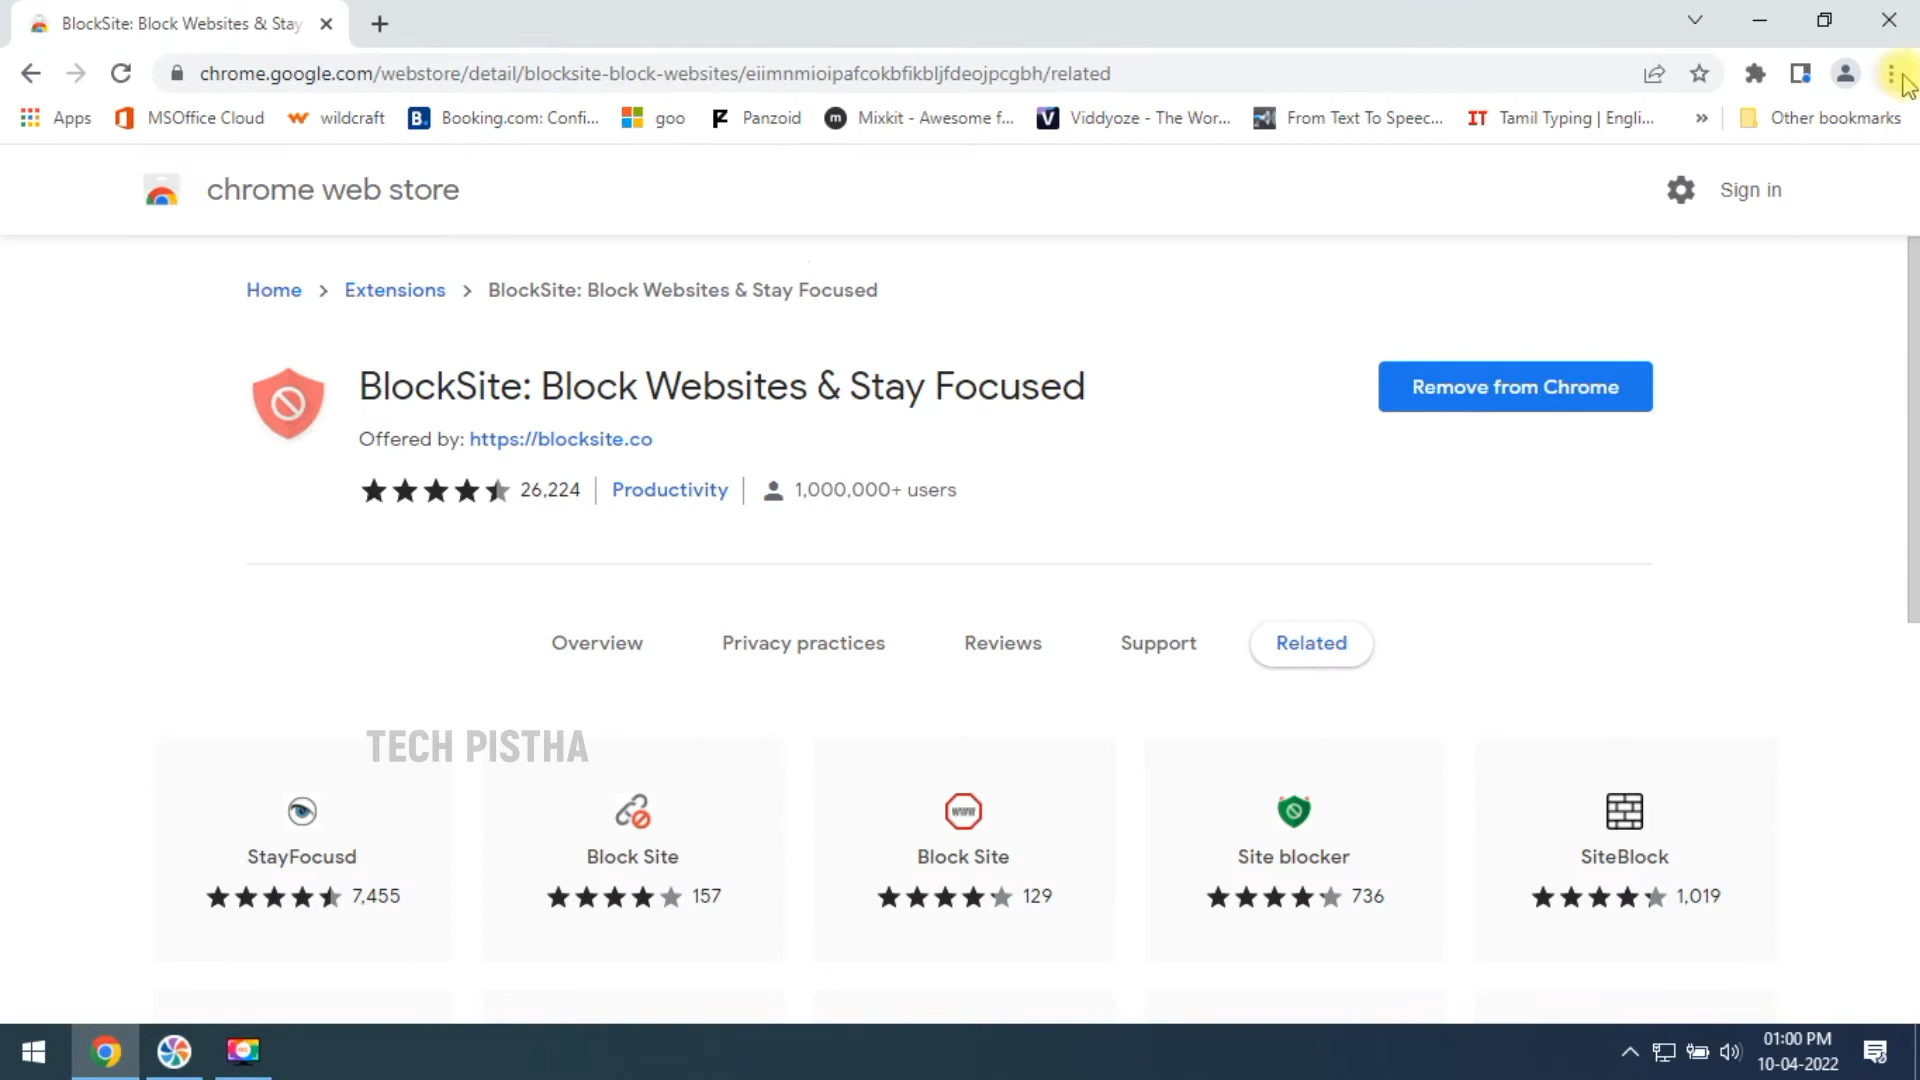 BlockSite: Block Websites & Stay
chrome.google.com/webstore/detail/blocksite-block-websites/eiimnmioipafcokbfikbljfdeojpcgbh/related
Apps MSOffice Cloud wildcraft B. Booking.com: Confi... goo Panzoid m Mixkit - Awesome f... V Viddyoze - The Wor... From Text To Speec... IT Tamil Typing | Engli... » Other bookmarks
chrome web store Sign in
Home > Extensions > BlockSite: Block Websites & Stay Focused
BlockSite: Block Websites & Stay Focused Remove from Chrome
Offered by: https://blocksite.co
26,224 Productivity 1,000,000+ users
Overview Privacy practices Reviews Support Related
TECH PISTHA
www
StayFocusd Block Site Block Site Site blocker SiteBlock
7,455 157 129 736 1,019
01:00 PM
10-04-2022